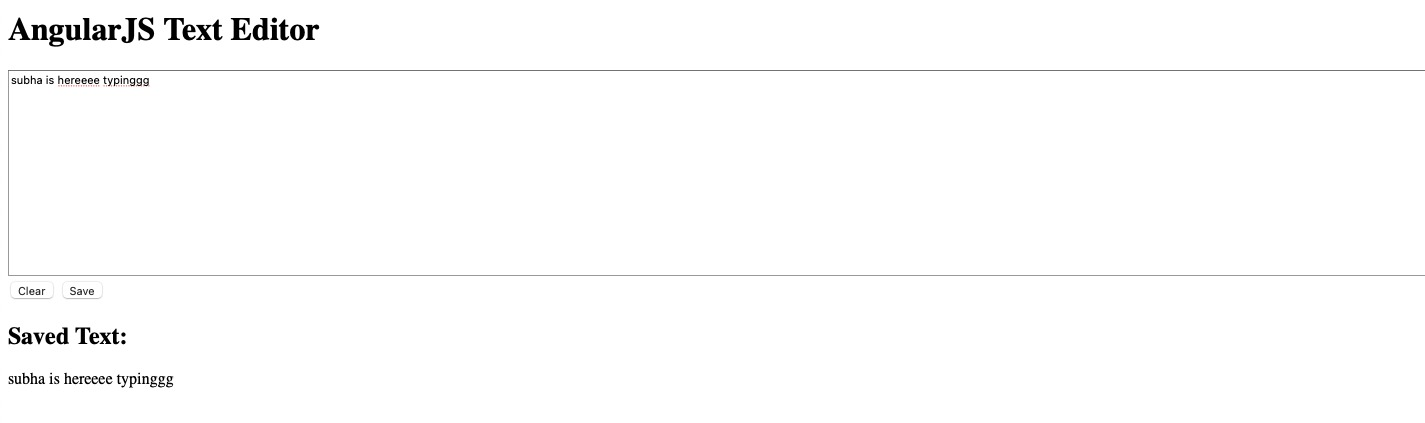 AngularJS Text Editor
subha is hereeee typinggg
Clear Save
Saved Text:
subha is hereeee typinggg